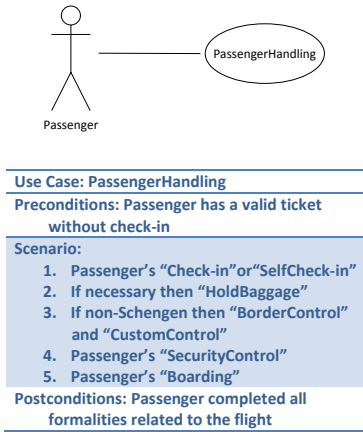 PassengerHandling
Passenger
Use Case: PassengerHandling
Preconditions: Passenger has a valid ticket
without check-in
Scenario:
1. Passenger's “Check-in”or“SelfCheck-in”
2. If necessary then “HoldBaggage”
3. If non-Schengen then “BorderControl”
and “CustomControl”
4. Passenger's “SecurityControl”
5. Passenger's “Boarding”
Postconditions: Passenger completed all
formalities related to the flight